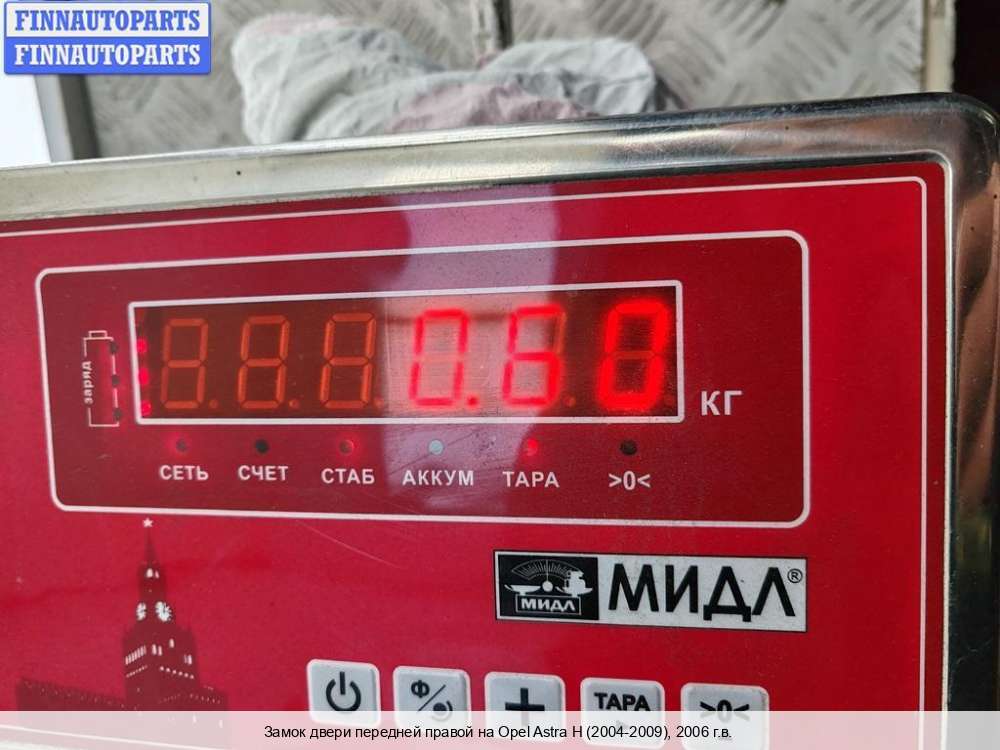 FINNAUTOPARTS
FINNAUTOPARTS
заряд
0.60
КГ
СЕТЬ СЧЕТ СТАБ АККУМ ТАРА >0<
МИДЛ МИДЛ®
Ф
+
ТАРА
>0<
Замок двери передней правой на Opel Astra H (2004-2009), 2006 г.в.